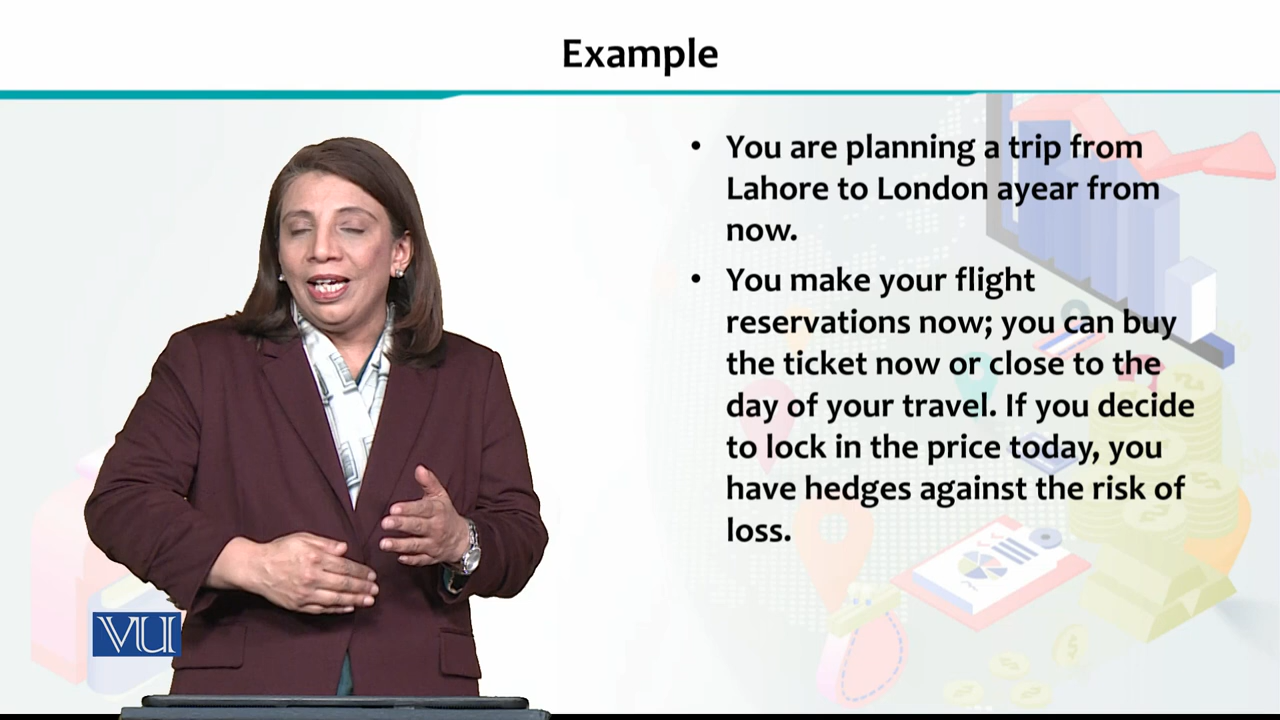 Example
• You are planning a trip from
Lahore to London ayear from
now.
• You make your flight
reservations now; you can buy
the ticket now or close to the
day of your travel. If you decide
to lock in the price today, you
have hedges against the risk of
loss.
VU